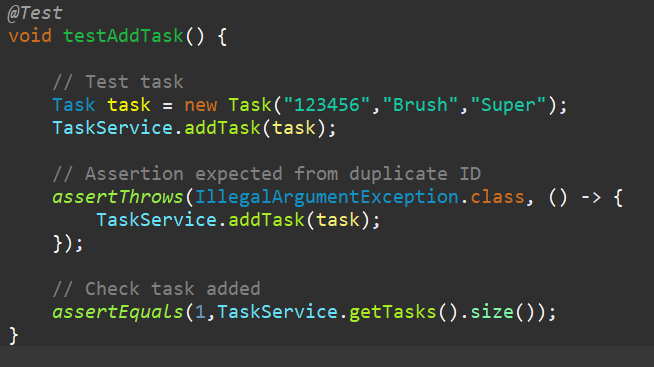 @Test
void testAddTask() {
// Test task
Task task = new Task("123456","Brush","Super");
TaskService.addTask(task);
// Assertion expected from duplicate ID
assertThrows(IllegalArgumentException.class, () -> {
TaskService.addTask(task);
});
// Check task added
assertEquals(1,TaskService.getTasks().size());
}